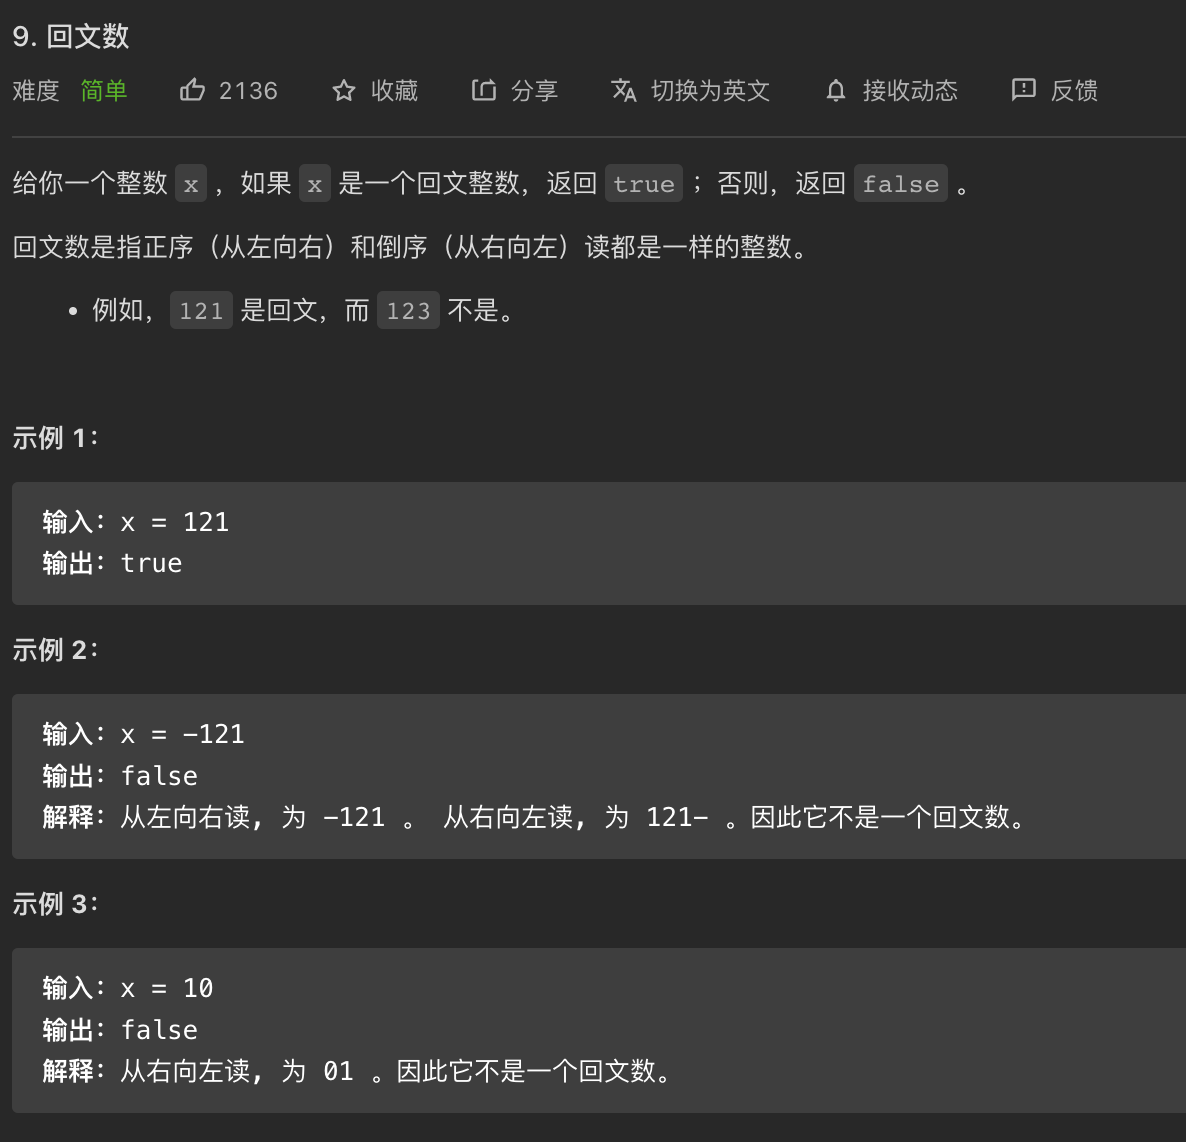 9. 回文数
难度 简单 2136 收藏 分享 切换为英文 接收动态 反馈
给你一个整数 x ，如果 x 是一个回文整数，返回 true ；否则，返回 false 。
回文数是指正序（从左向右）和倒序（从右向左）读都是一样的整数。
• 例如，121 是回文，而 123 不是。
示例 1：
输入：x = 121
输出：true
示例 2：
输入：x = -121
输出：false
解释：从左向右读, 为 -121 。 从右向左读, 为 121- 。因此它不是一个回文数。
示例 3：
输入：x = 10
输出：false
解释：从右向左读, 为 01 。因此它不是一个回文数。